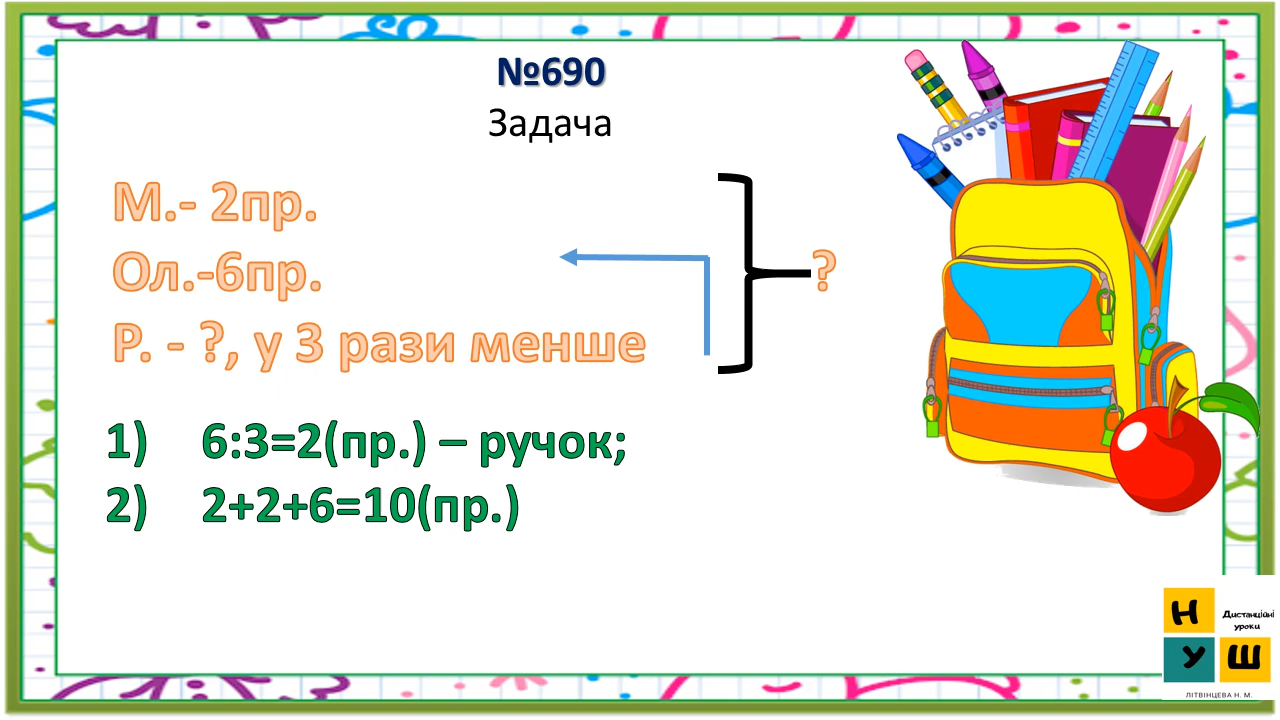 №690
Задача
М.- 2пр.
Ол.-6пр.
Р. - ?, у 3 рази менше
?
1) 6:3=2(пр.) – ручок;
2) 2+2+6=10(пр.)
Н
Дистанційні
уроки
У Ш
ЛІТВІНЦЕВА Н. М.